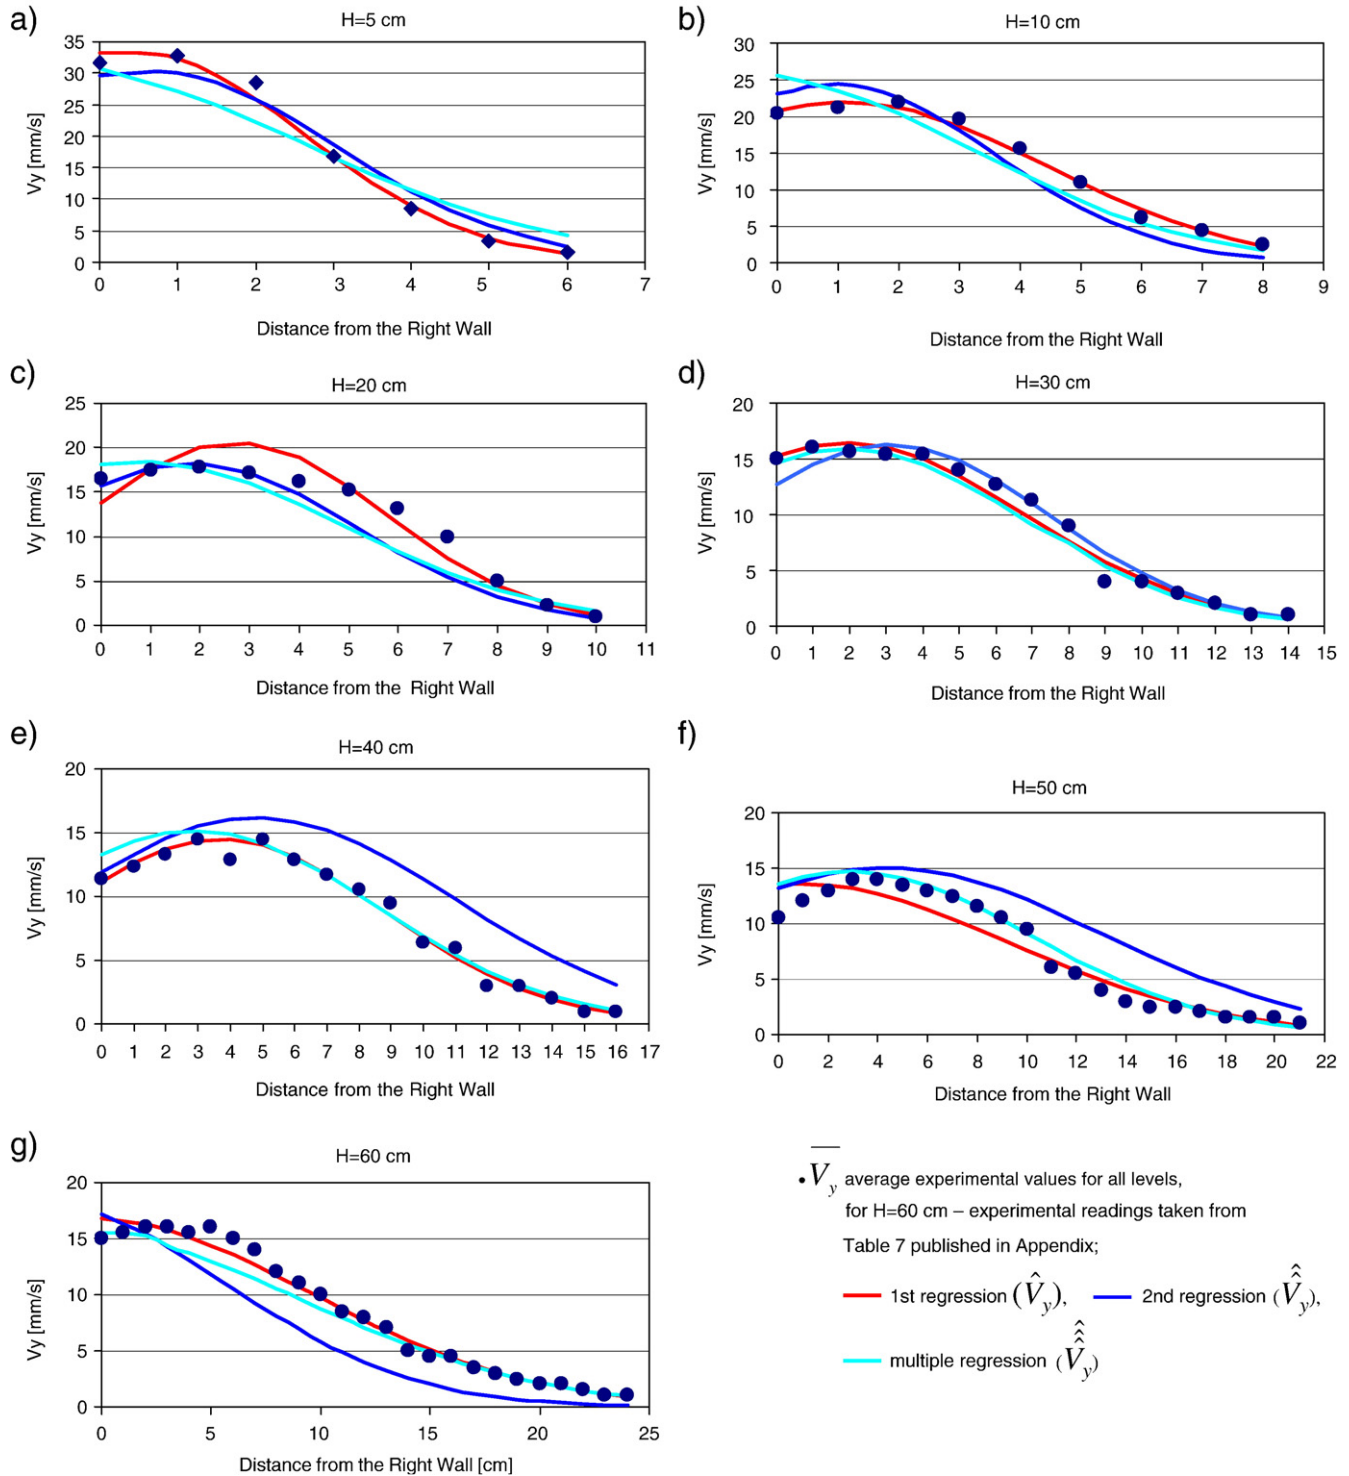 a)
H=5 cm
35
30
25
20
15
10
5
0
Vy [mm/s]
0 1 2 3 4 5 6 7
Distance from the Right Wall
b)
H=10 cm
30
25
20
15
10
5
0
Vy [mm/s]
0 1 2 3 4 5 6 7 8 9
Distance from the Right Wall
c)
H=20 cm
25
20
15
10
5
0
Vy [mm/s]
0 1 2 3 4 5 6 7 8 9 10 11
Distance from the Right Wall
d)
H=30 cm
20
15
10
5
0
Vy [mm/s]
0 1 2 3 4 5 6 7 8 9 10 11 12 13 14 15
Distance from the Right Wall
e)
H=40 cm
20
15
10
5
0
Vy [mm/s]
0 1 2 3 4 5 6 7 8 9 10 11 12 13 14 15 16 17
Distance from the Right Wall
f)
H=50 cm
20
15
10
5
0
Vy [mm/s]
0 2 4 6 8 10 12 14 16 18 20 22
Distance from the Right Wall
g)
H=60 cm
20
15
10
5
0
Vy [mm/s]
0 5 10 15 20 25
Distance from the Right Wall [cm]
• V̅y average experimental values for all levels,
for H=60 cm – experimental readings taken from
Table 7 published in Appendix;
1st regression (V̂y), 2nd regression (V̂̂y),
multiple regression (V̂̂̂y)